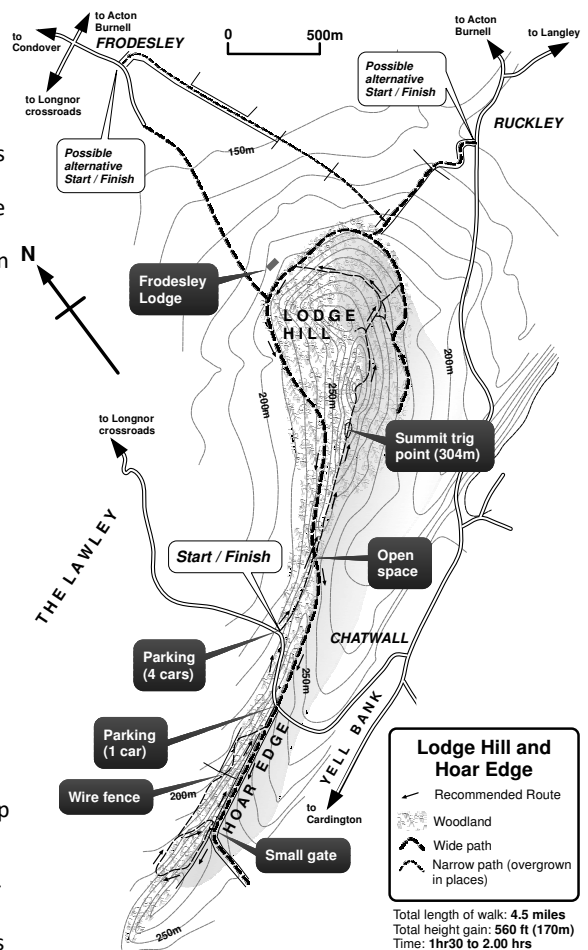 to Acton
Burnell
to
Condover
FRODESLEY
0
500m
to Acton
Burnell
to Langley
to Longnor
crossroads
Possible
alternative
Start / Finish
RUCKLEY
150m
Possible
alternative
Start / Finish
s
e
n
N
Frodesley
Lodge
LODGE
HILL
200m
250m
200m
to Longnor
crossroads
Summit trig
point (304m)
THE LAWLEY
Start / Finish
Open
space
CHATWALL
Parking
(4 cars)
250m
Parking
(1 car)
HOAR EDGE
YELL BANK
Wire fence
200m
to
Cardington
p
Small gate
250m
s
Lodge Hill and
Hoar Edge
Recommended Route
Woodland
Wide path
Narrow path (overgrown
in places)
Total length of walk: 4.5 miles
Total height gain: 560 ft (170m)
Time: 1hr30 to 2.00 hrs